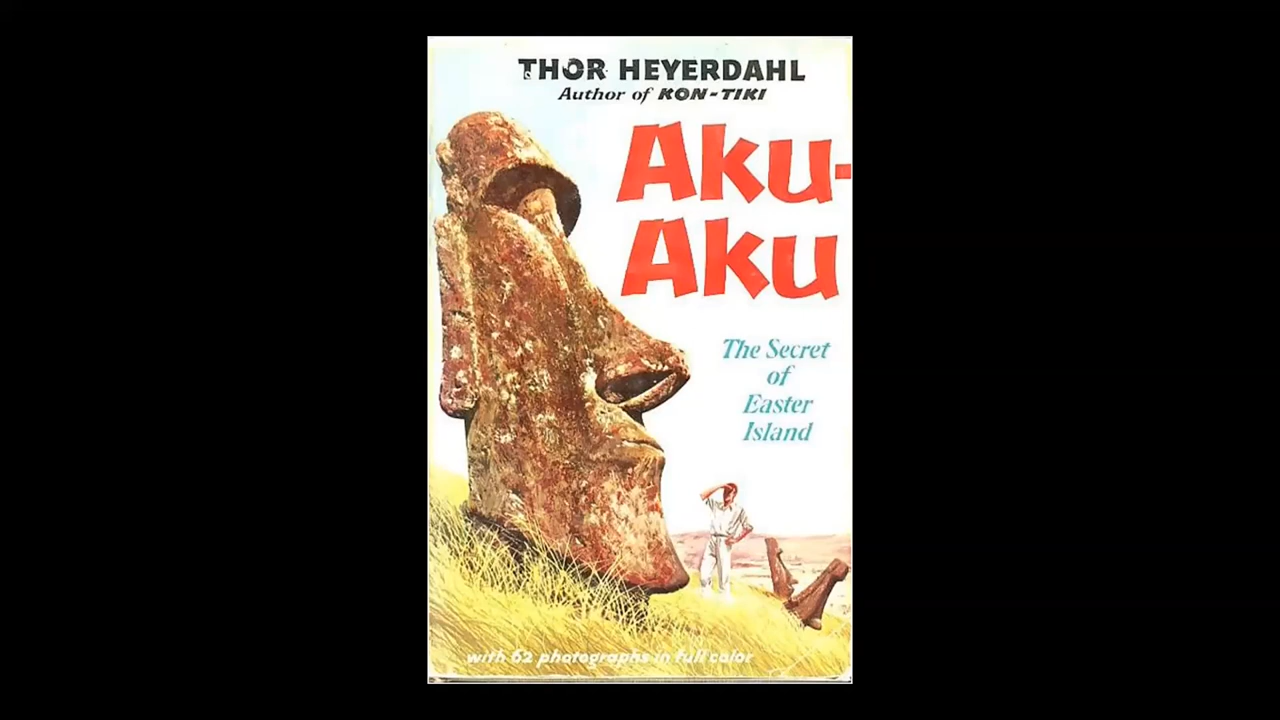 THOR HEYERDAHL
Author of KON-TIKI
Aku-
Aku
The Secret
of
Easter
Island
with 62 photographs in full color